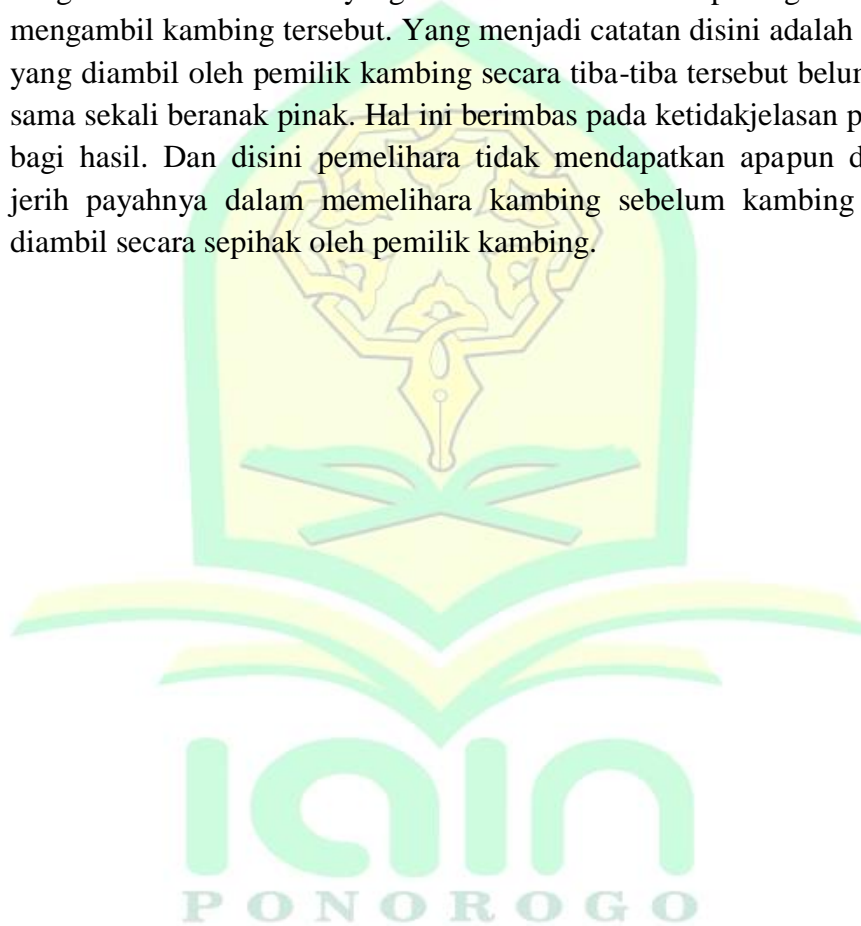 mengambil kambing tersebut. Yang menjadi catatan disini adalah
yang diambil oleh pemilik kambing secara tiba-tiba tersebut
sama sekali beranak pinak. Hal ini berimbas pada ketidakjelasan
bagi hasil. Dan disini pemelihara tidak mendapatkan apapun
jerih payahnya dalam memelihara kambing sebelum kambing
diambil secara sepihak oleh pemilik kambing.
iain
PONOROGO